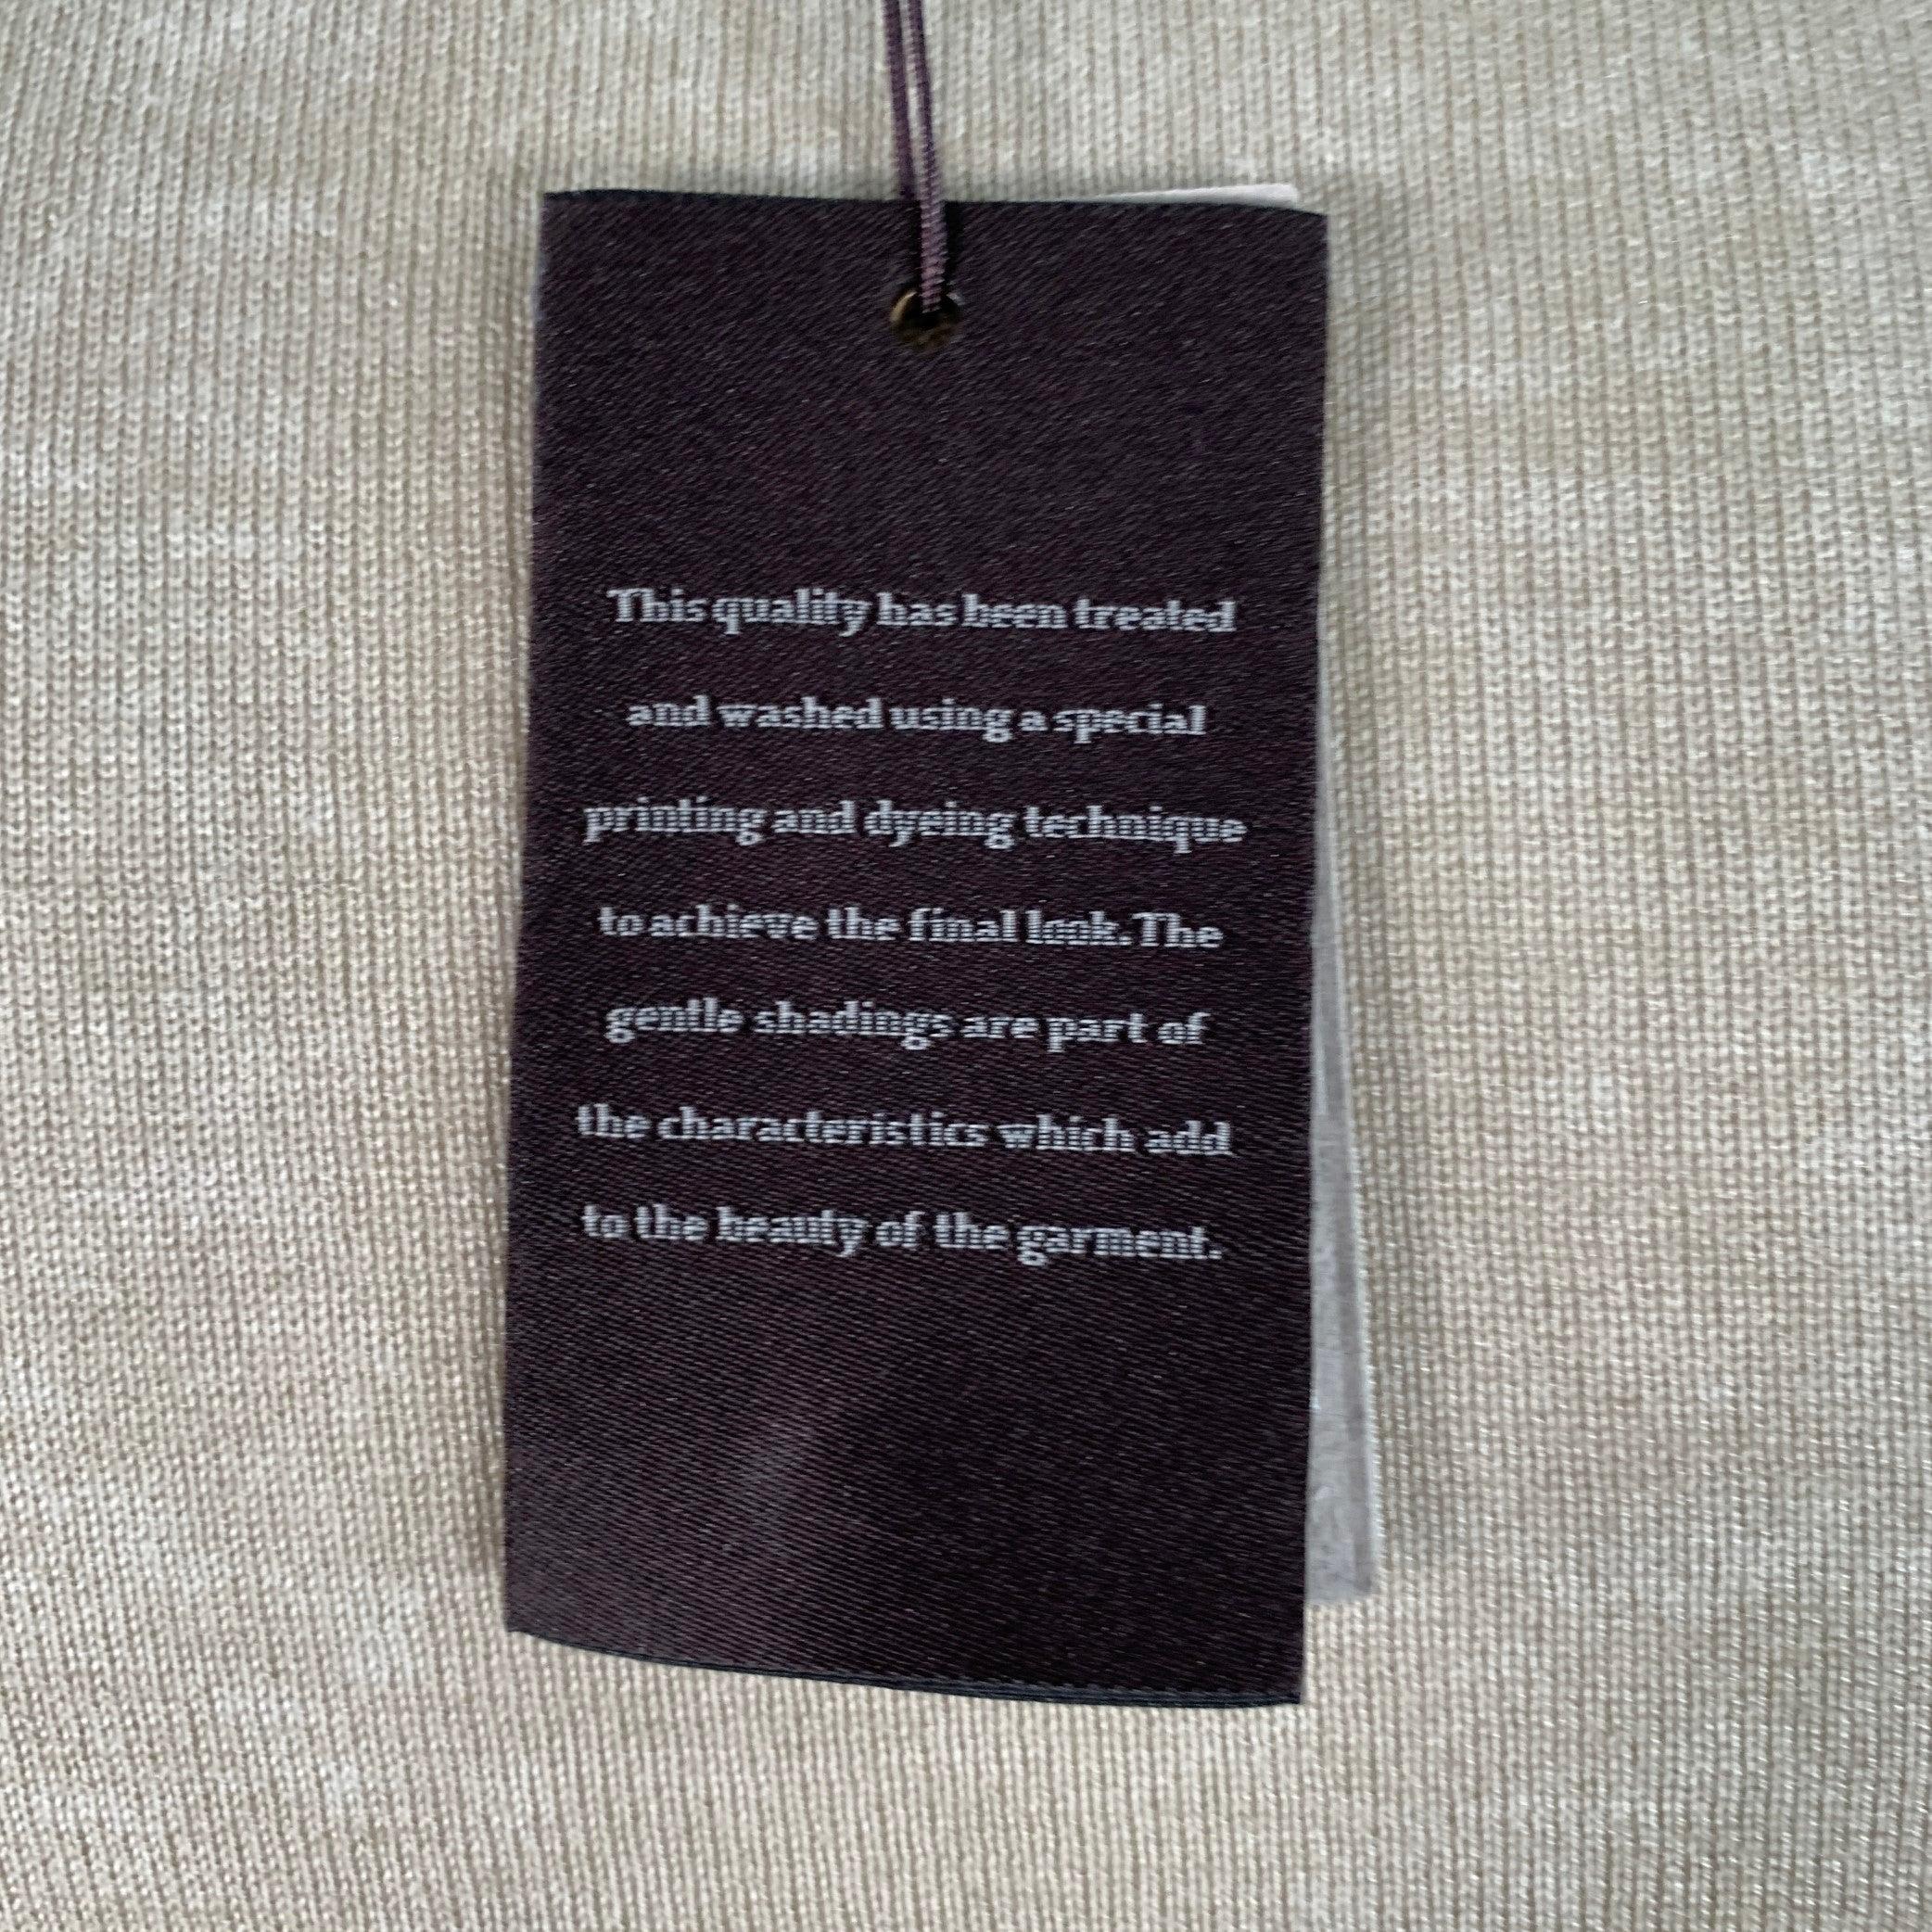 This quality has been treated
and washed using a special
printing and dyeing technique
to achieve the final look. The
gentle shadings are part of
the characteristics which add
to the beauty of the garment.